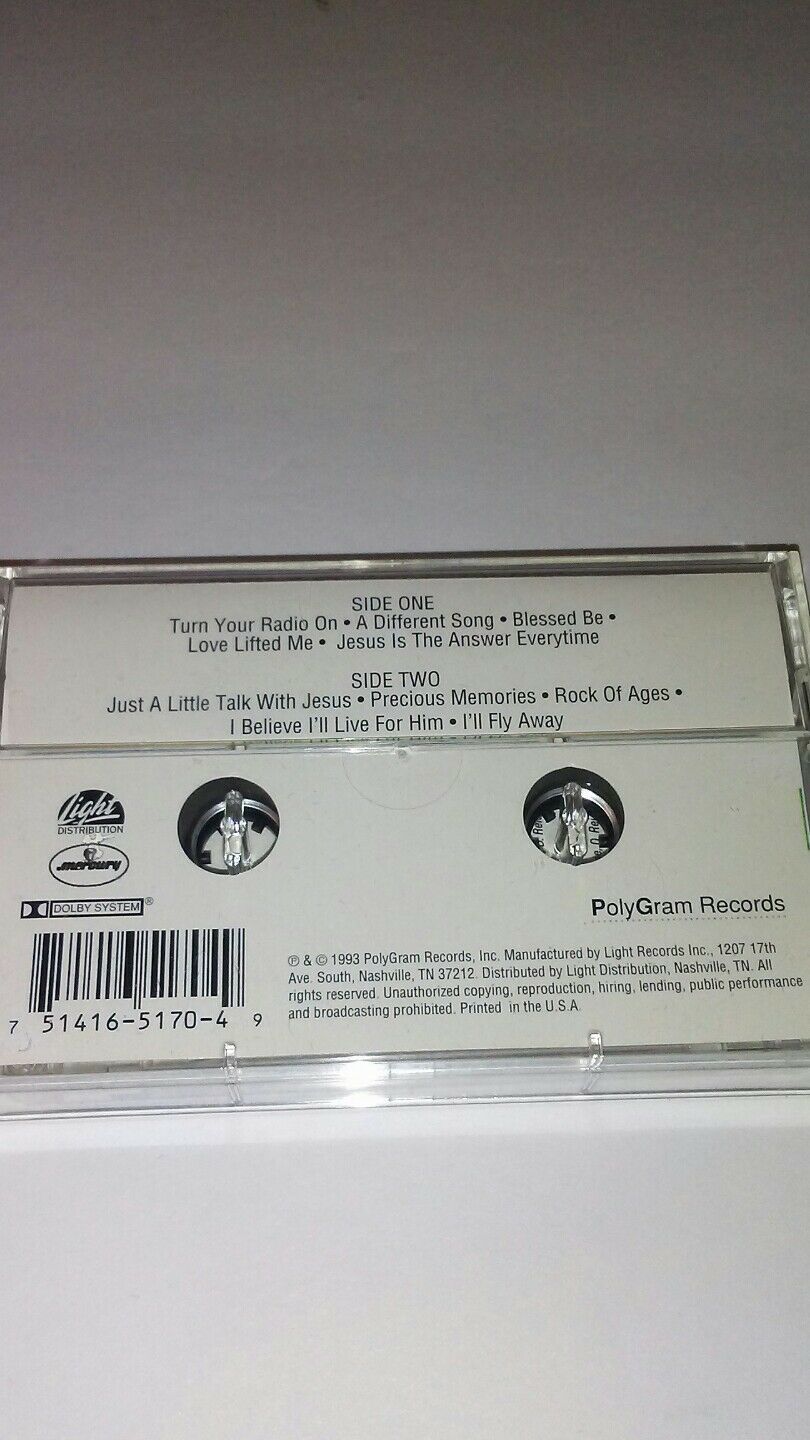 SIDE ONE
Turn Your Radio On • A Different Song • Blessed Be •
Love Lifted Me • Jesus Is The Answer Everytime
SIDE TWO
Just A Little Talk With Jesus • Precious Memories • Rock Of Ages •
I Believe I'll Live For Him • I'll Fly Away
Light
DISTRIBUTION
mercury
DOLBY SYSTEM®
PolyGram Records
℗ & © 1993 PolyGram Records, Inc. Manufactured by Light Records Inc., 1207 17th
Ave. South, Nashville, TN 37212. Distributed by Light Distribution, Nashville, TN. All
rights reserved. Unauthorized copying, reproduction, hiring, lending, public performance
and broadcasting prohibited. Printed in the U.S.A.
7 51416-5170-4 9